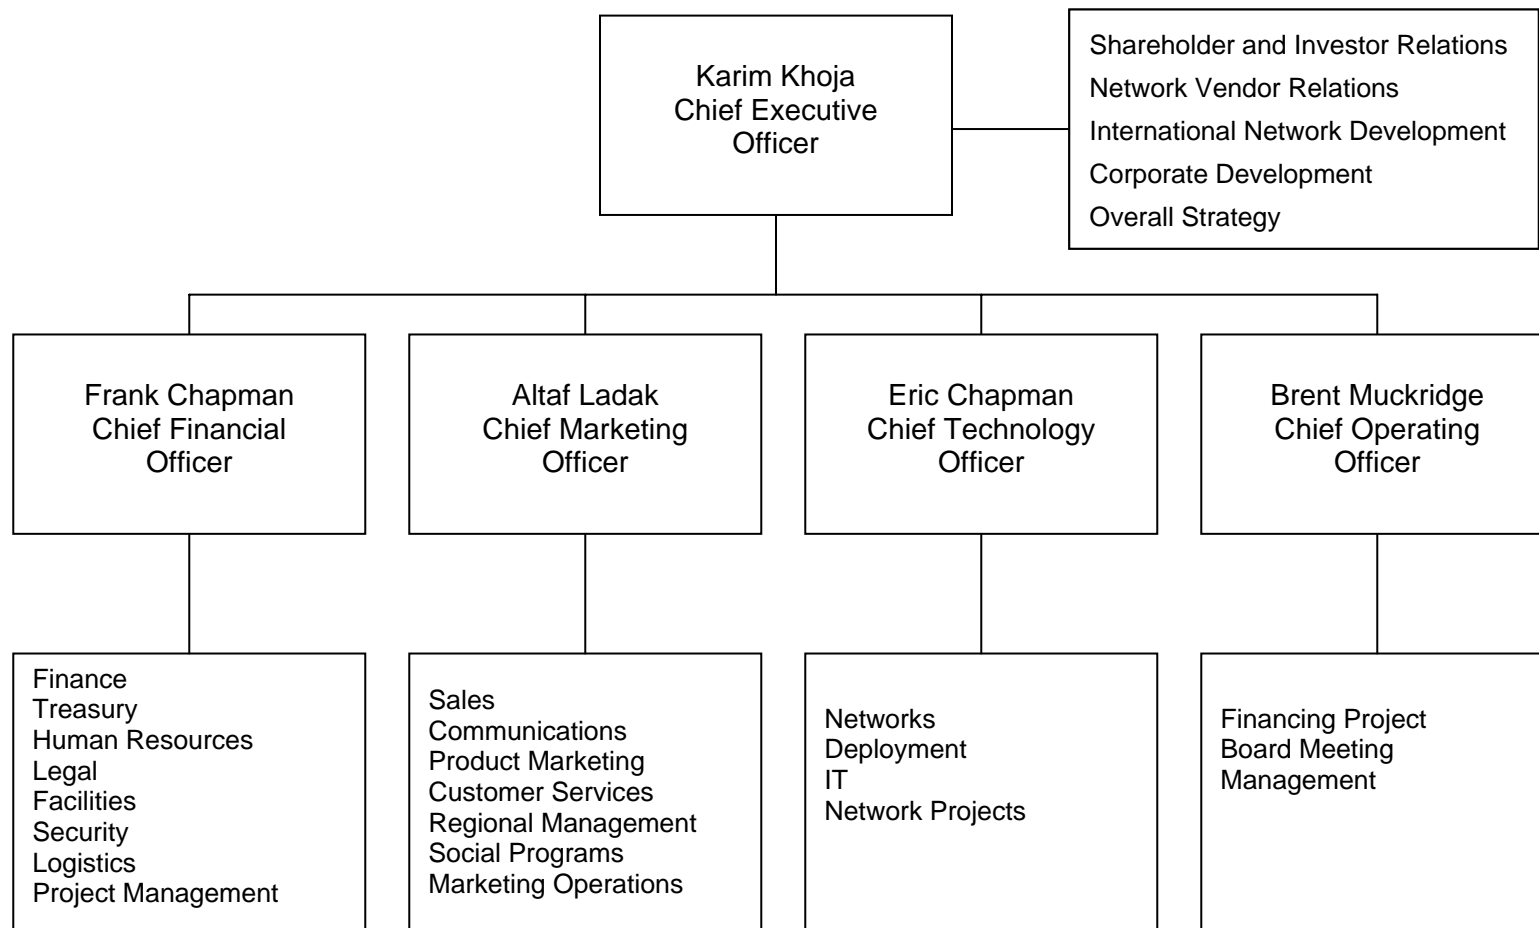 Karim Khoja
Chief Executive
Officer
Shareholder and Investor Relations
Network Vendor Relations
International Network Development
Corporate Development
Overall Strategy
Frank Chapman
Chief Financial
Officer
Altaf Ladak
Chief Marketing
Officer
Eric Chapman
Chief Technology
Officer
Brent Muckridge
Chief Operating
Officer
Finance
Treasury
Human Resources
Legal
Facilities
Security
Logistics
Project Management
Sales
Communications
Product Marketing
Customer Services
Regional Management
Social Programs
Marketing Operations
Networks
Deployment
IT
Network Projects
Financing Project
Board Meeting
Management